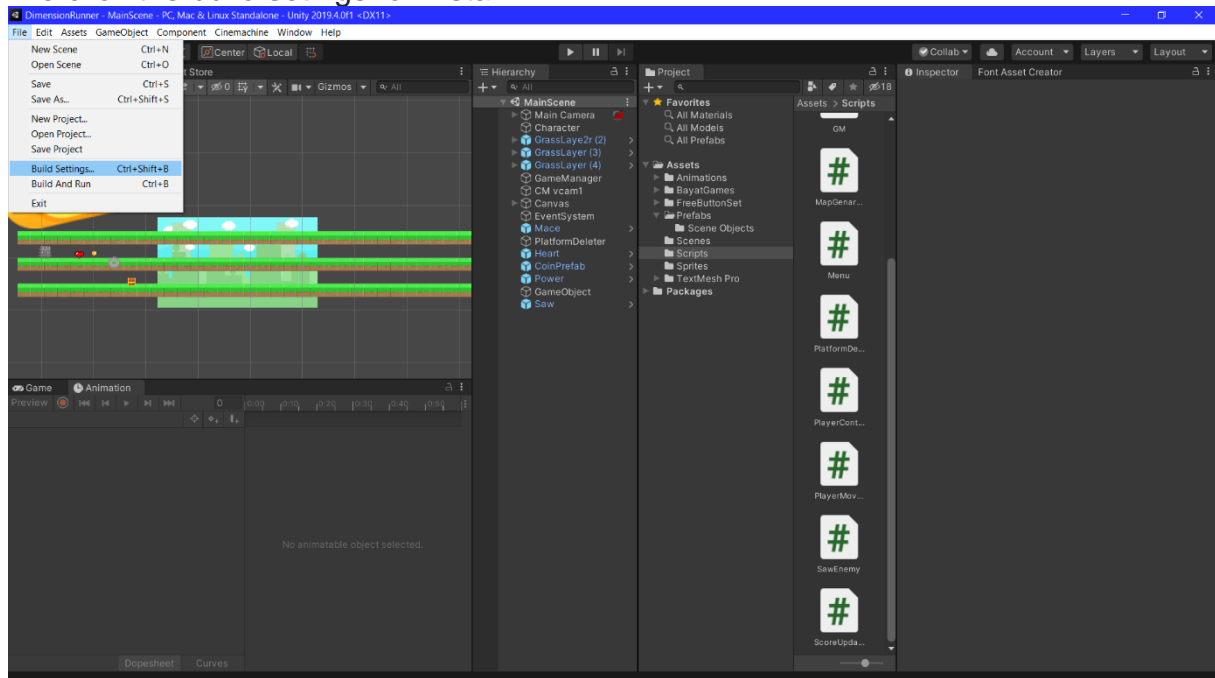 DimensionRunner - MainScene - PC, Mac & Linux Standalone - Unity 2019.4.0f1 <DX11>
File Edit Assets GameObject Component Cinemachine Window Help
New Scene Ctrl+N
Open Scene Ctrl+O
Save Ctrl+S
Save As... Ctrl+Shift+S
New Project...
Open Project...
Save Project
Build Settings... Ctrl+Shift+B
Build And Run Ctrl+B
Exit
Center Local
Collab Account Layers Layout
Store
0 Gizmos All
Hierarchy
All
MainScene
Main Camera
Character
GrassLaye2r (2)
GrassLayer (3)
GrassLayer (4)
GameManager
CM vcam1
Canvas
EventSystem
Mace
PlatformDeleter
Heart
CoinPrefab
Power
GameObject
Saw
Project
18
Favorites
All Materials
All Models
All Prefabs
Assets
Animations
BayatGames
FreeButtonSet
Prefabs
Scene Objects
Scenes
Scripts
Sprites
TextMesh Pro
Packages
Assets > Scripts
GM
MapGenar...
Menu
PlatformDe...
PlayerCont...
PlayerMov...
SawEnemy
ScoreUpda...
Inspector Font Asset Creator
Game Animation
Preview 0 0:00 0:10 0:20 0:30 0:40 0:50
No animatable object selected.
Dopesheet Curves